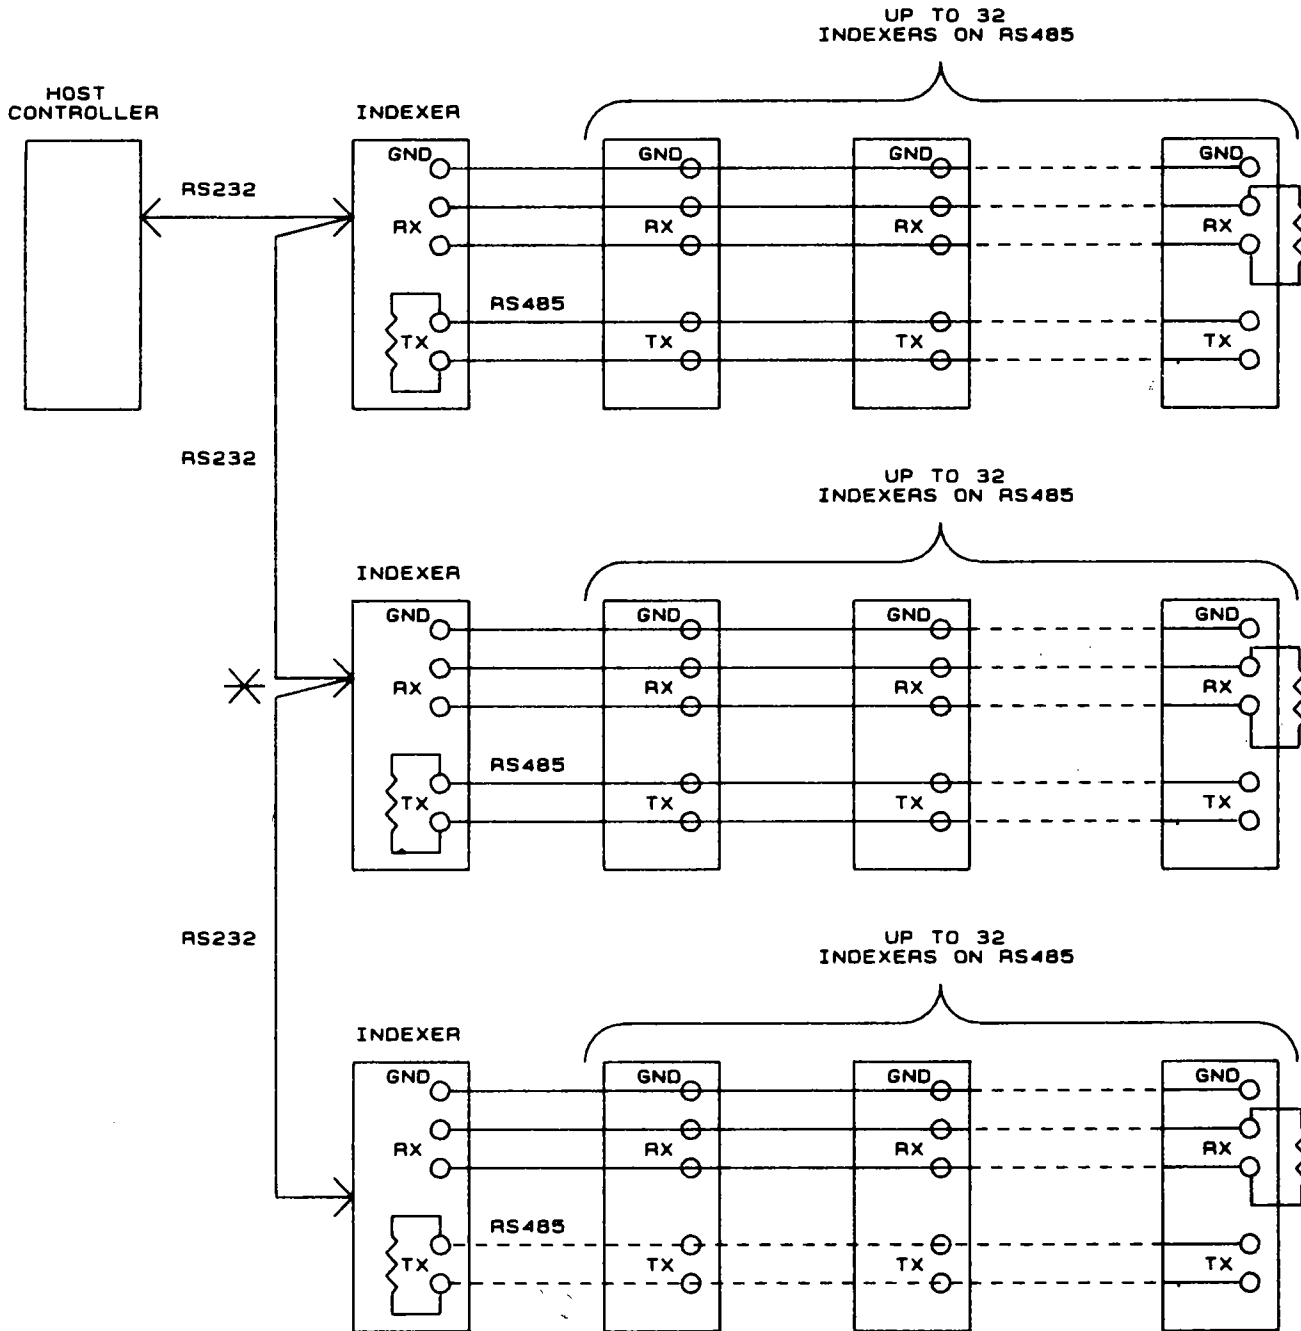 UP TO 32
INDEXERS ON RS485
HOST
CONTROLLER
INDEXER
GND
GND
GND
GND
RS232
RX
RX
RX
RX
RS485
TX
TX
TX
TX
RS232
UP TO 32
INDEXERS ON RS485
INDEXER
GND
GND
GND
GND
RX
RX
RX
RX
RS485
TX
TX
TX
TX
RS232
UP TO 32
INDEXERS ON RS485
INDEXER
GND
GND
GND
GND
RX
RX
RX
RX
RS485
TX
TX
TX
TX